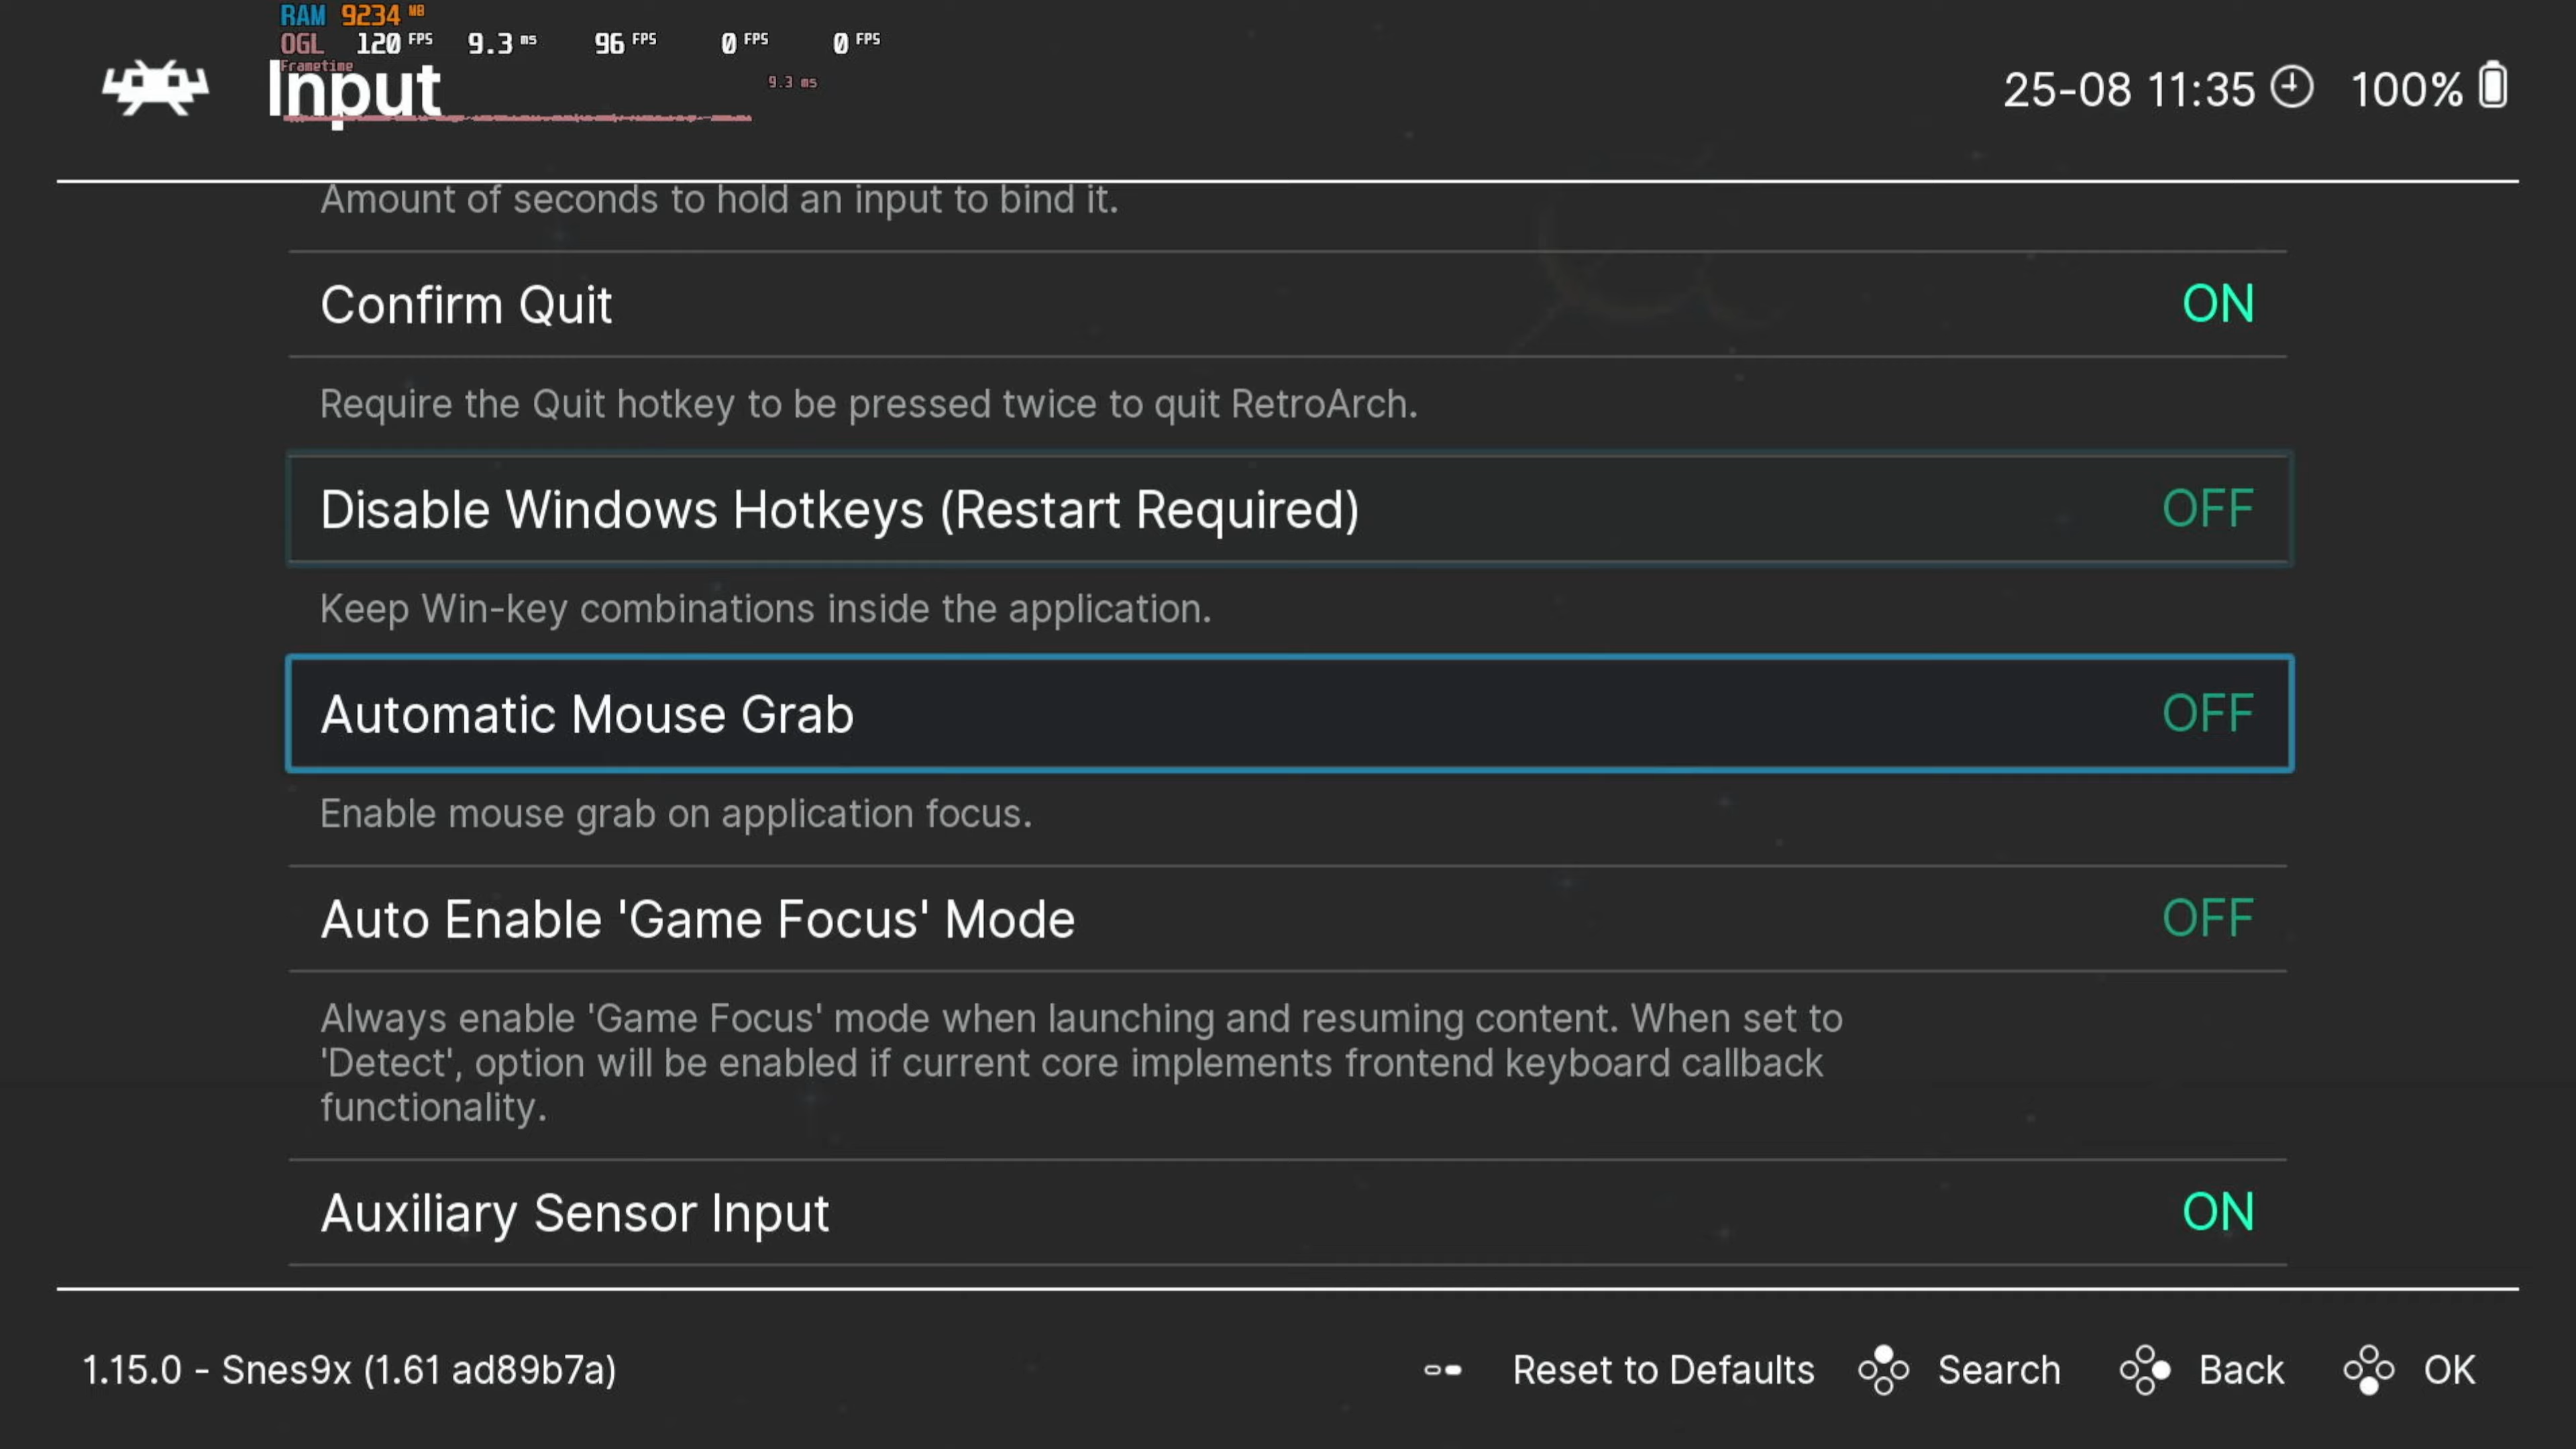 RAM 9234 MB
OGL 120 FPS 9.3 ms 96 FPS 0 FPS 0 FPS
Frametime
9.3 ms
Input
25-08 11:35
100%
Amount of seconds to hold an input to bind it.
Confirm Quit ON
Require the Quit hotkey to be pressed twice to quit RetroArch.
Disable Windows Hotkeys (Restart Required) OFF
Keep Win-key combinations inside the application.
Automatic Mouse Grab OFF
Enable mouse grab on application focus.
Auto Enable 'Game Focus' Mode OFF
Always enable 'Game Focus' mode when launching and resuming content. When set to
'Detect', option will be enabled if current core implements frontend keyboard callback
functionality.
Auxiliary Sensor Input ON
1.15.0 - Snes9x (1.61 ad89b7a)
Reset to Defaults
Search
Back
OK